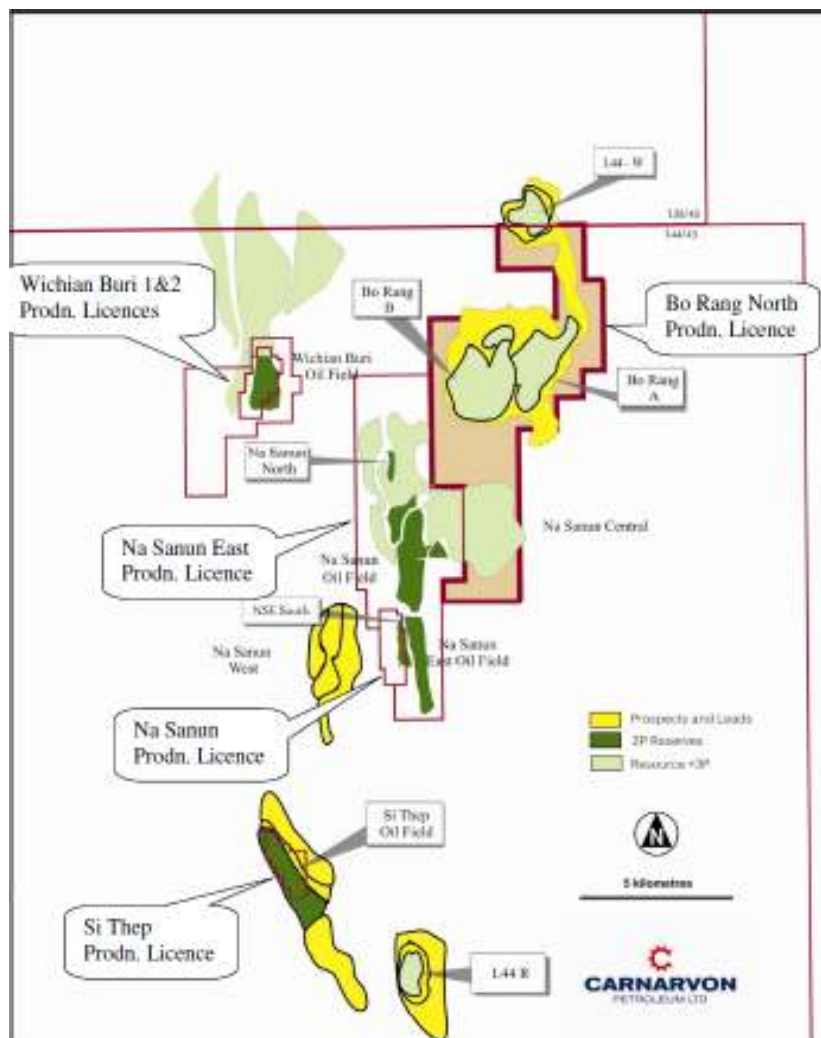 L44 - W
L44/43
Wichian Buri 1&2
Prodn. Licences
Bo Rang
B
Bo Rang North
Prodn. Licence
Wichian Buri
Oil Field
Bo Rang
A
Na Sanun
North
Na Sanun East
Prodn. Licence
Na Sanun
Oil Field
Na Sanun Central
NSE South
Na Sanun
West
Na Sanun
East Oil Field
Na Sanun
Prodn. Licence
Prospects and Leads
2P Reserves
Resource +3P
Si Thep
Oil Field
N
5 kilometres
Si Thep
Prodn. Licence
L44 R
CARNARVON
PETROLEUM LTD